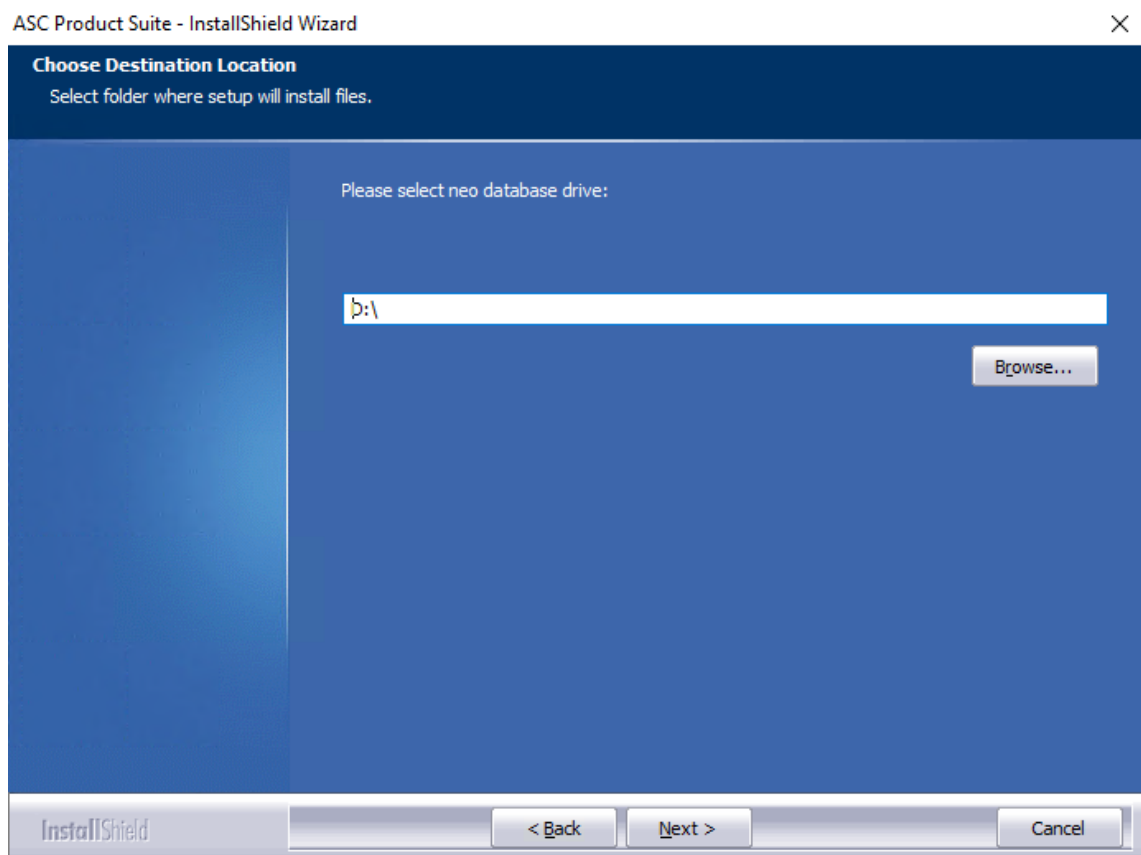 ASC Product Suite - InstallShield Wizard
Choose Destination Location
Select folder where setup will install files.
Please select neo database drive:
D:\
Browse...
InstallShield
< Back
Next >
Cancel